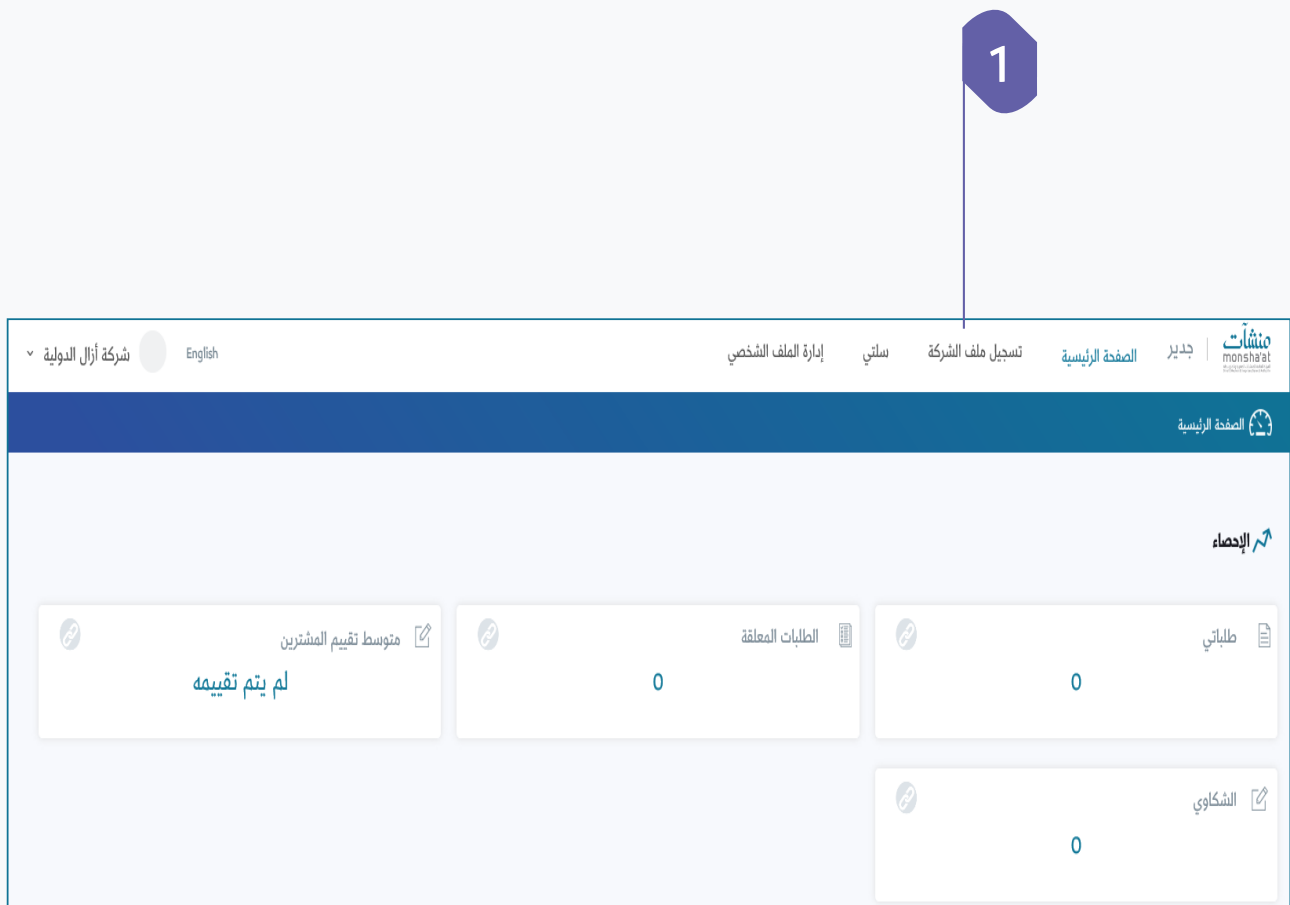 1
منشآت
monsha'at
جدير
الصفحة الرئيسية
تسجيل ملف الشركة
سلتي
إدارة الملف الشخصي
English
شركة أزال الدولية
الصفحة الرئيسية
الإحصاء
طلباتي
0
الطلبات المعلقة
0
متوسط تقييم المشترين
لم يتم تقييمه
الشكاوي
0